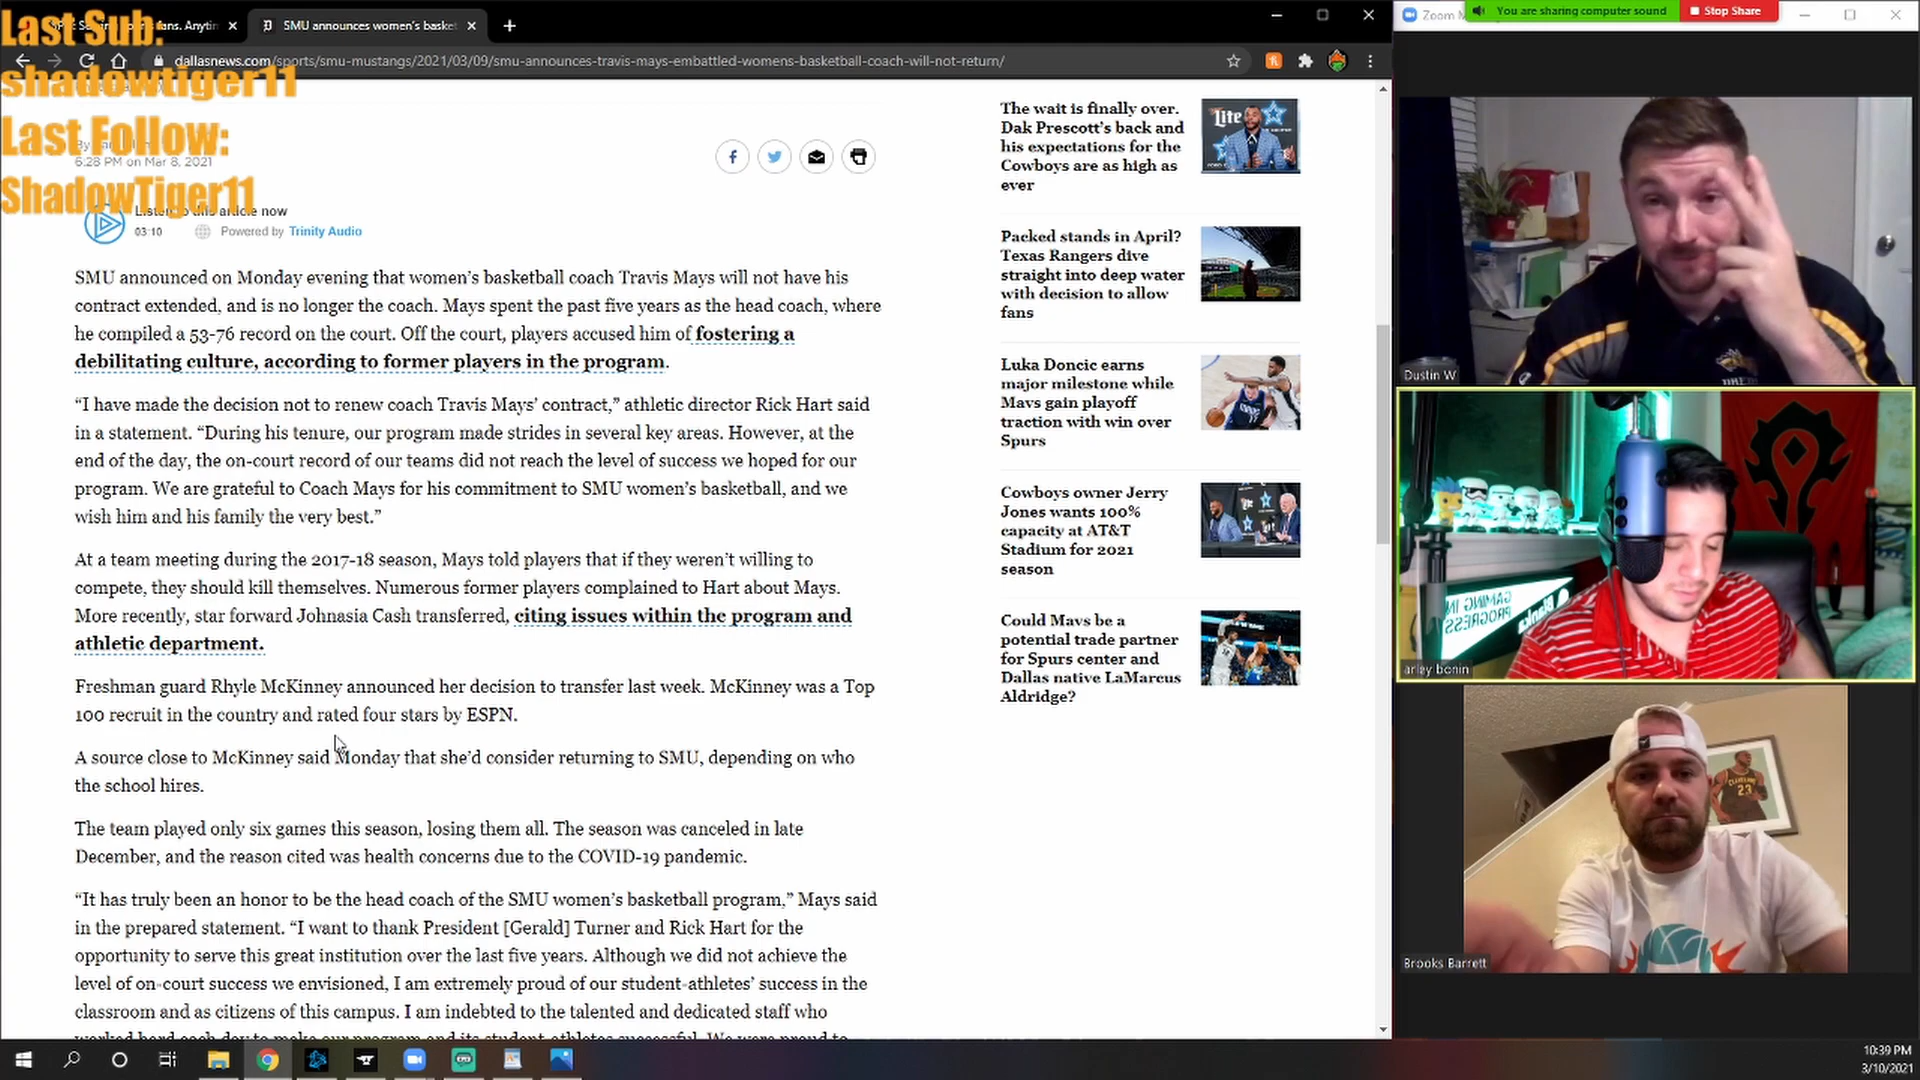 Last Sub:
shadowtiger11
Last Follow:
ShadowTiger11
SMU announces women's basket
dallasnews.com/sports/smu-mustangs/2021/03/09/smu-announces-travis-mays-embattled-womens-basketball-coach-will-not-return/
6:28 PM on Mar 8, 2021
Listen to this article now
03:10
Powered by Trinity Audio
SMU announced on Monday evening that women's basketball coach Travis Mays will not have his
contract extended, and is no longer the coach. Mays spent the past five years as the head coach, where
he compiled a 53-76 record on the court. Off the court, players accused him of fostering a
debilitating culture, according to former players in the program.
“I have made the decision not to renew coach Travis Mays’ contract,” athletic director Rick Hart said
in a statement. “During his tenure, our program made strides in several key areas. However, at the
end of the day, the on-court record of our teams did not reach the level of success we hoped for our
program. We are grateful to Coach Mays for his commitment to SMU women’s basketball, and we
wish him and his family the very best.”
At a team meeting during the 2017-18 season, Mays told players that if they weren’t willing to
compete, they should kill themselves. Numerous former players complained to Hart about Mays.
More recently, star forward Johnasia Cash transferred, citing issues within the program and
athletic department.
Freshman guard Rhyle McKinney announced her decision to transfer last week. McKinney was a Top
100 recruit in the country and rated four stars by ESPN.
A source close to McKinney said Monday that she’d consider returning to SMU, depending on who
the school hires.
The team played only six games this season, losing them all. The season was canceled in late
December, and the reason cited was health concerns due to the COVID-19 pandemic.
“It has truly been an honor to be the head coach of the SMU women’s basketball program,” Mays said
in the prepared statement. “I want to thank President [Gerald] Turner and Rick Hart for the
opportunity to serve this great institution over the last five years. Although we did not achieve the
level of on-court success we envisioned, I am extremely proud of our student-athletes’ success in the
classroom and as citizens of this campus. I am indebted to the talented and dedicated staff who
The wait is finally over.
Dak Prescott’s back and
his expectations for the
Cowboys are as high as
ever
Packed stands in April?
Texas Rangers dive
straight into deep water
with decision to allow
fans
Luka Doncic earns
major milestone while
Mavs gain playoff
traction with win over
Spurs
Cowboys owner Jerry
Jones wants 100%
capacity at AT&T
Stadium for 2021
season
Could Mavs be a
potential trade partner
for Spurs center and
Dallas native LaMarcus
Aldridge?
Zoom
You are sharing computer sound
Stop Share
Dustin W
GAMING IN
PROGRESS
arley bonin
CLEVELAND
23
Brooks Barrett
10:39 PM
3/10/2021